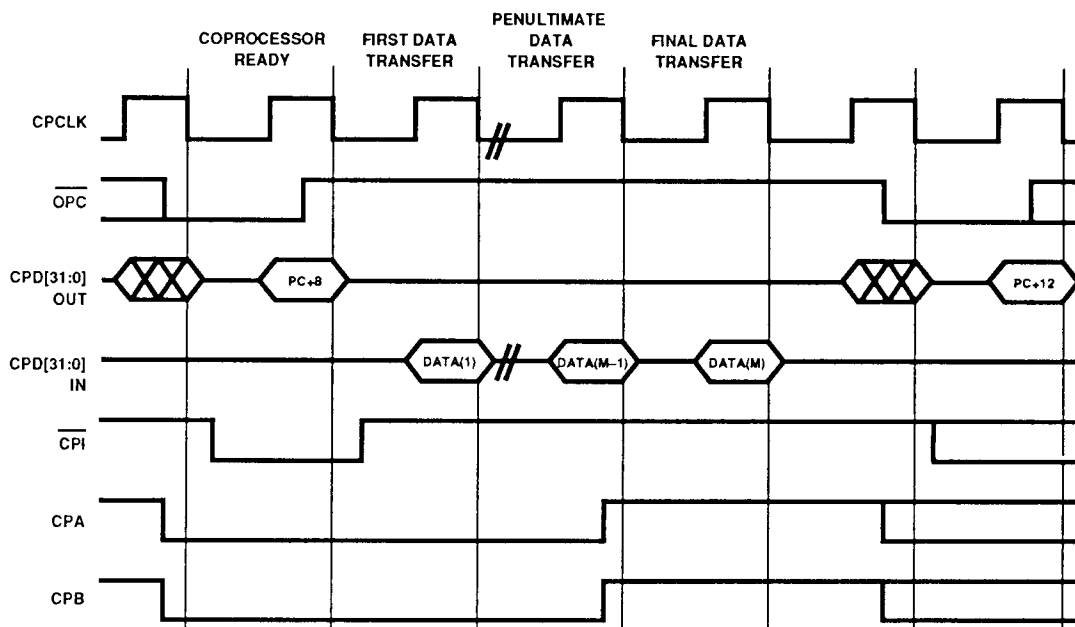 COPROCESSOR
READY
FIRST DATA
TRANSFER
PENULTIMATE
DATA
TRANSFER
FINAL DATA
TRANSFER
CPCLK
OPC
CPD[31:0]
OUT
PC+8
PC+12
CPD[31:0]
IN
DATA(1)
DATA(M–1)
DATA(M)
CPI
CPA
CPB